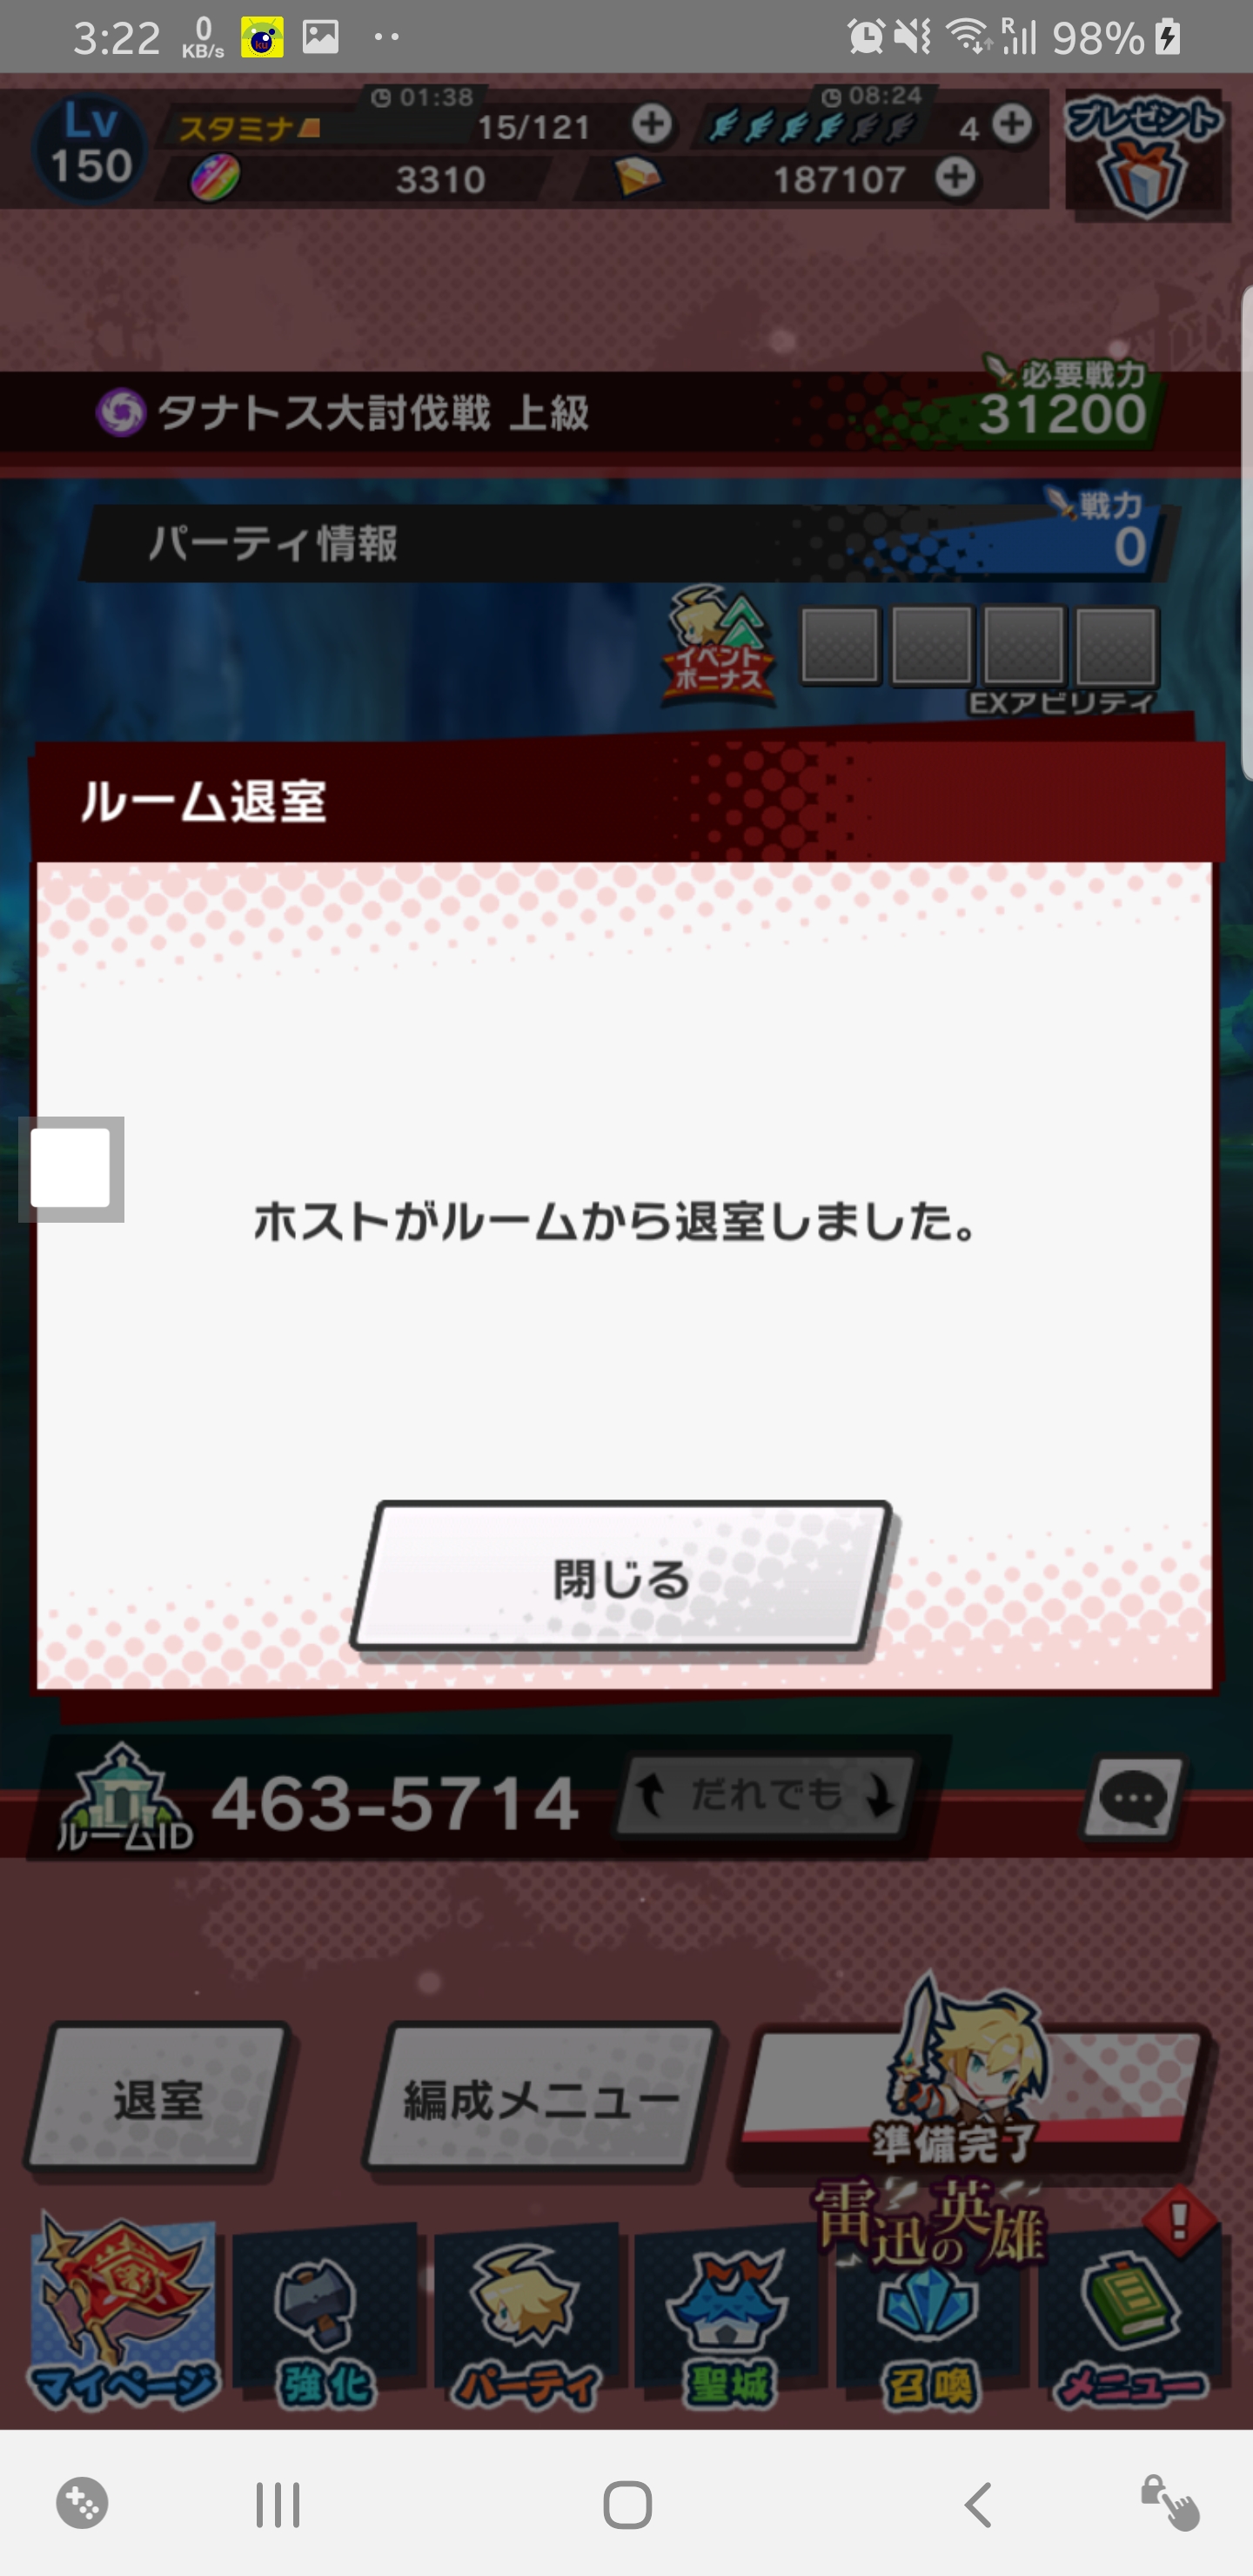 3:22 0 KB/s R 98%
Lv 150
スタミナ 01:38 15/121
08:24 4
プレゼント
3310 187107
タナトス大討伐戦 上級
必要戦力
31200
パーティ情報
戦力
0
イベント
ボーナス
EXアビリティ
ルーム退室
ホストがルームから退室しました。
閉じる
ルームID
463-5714
だれでも
退室
編成メニュー
準備完了
雷迅の英雄
マイページ
強化
パーティ
聖城
召喚
メニュー